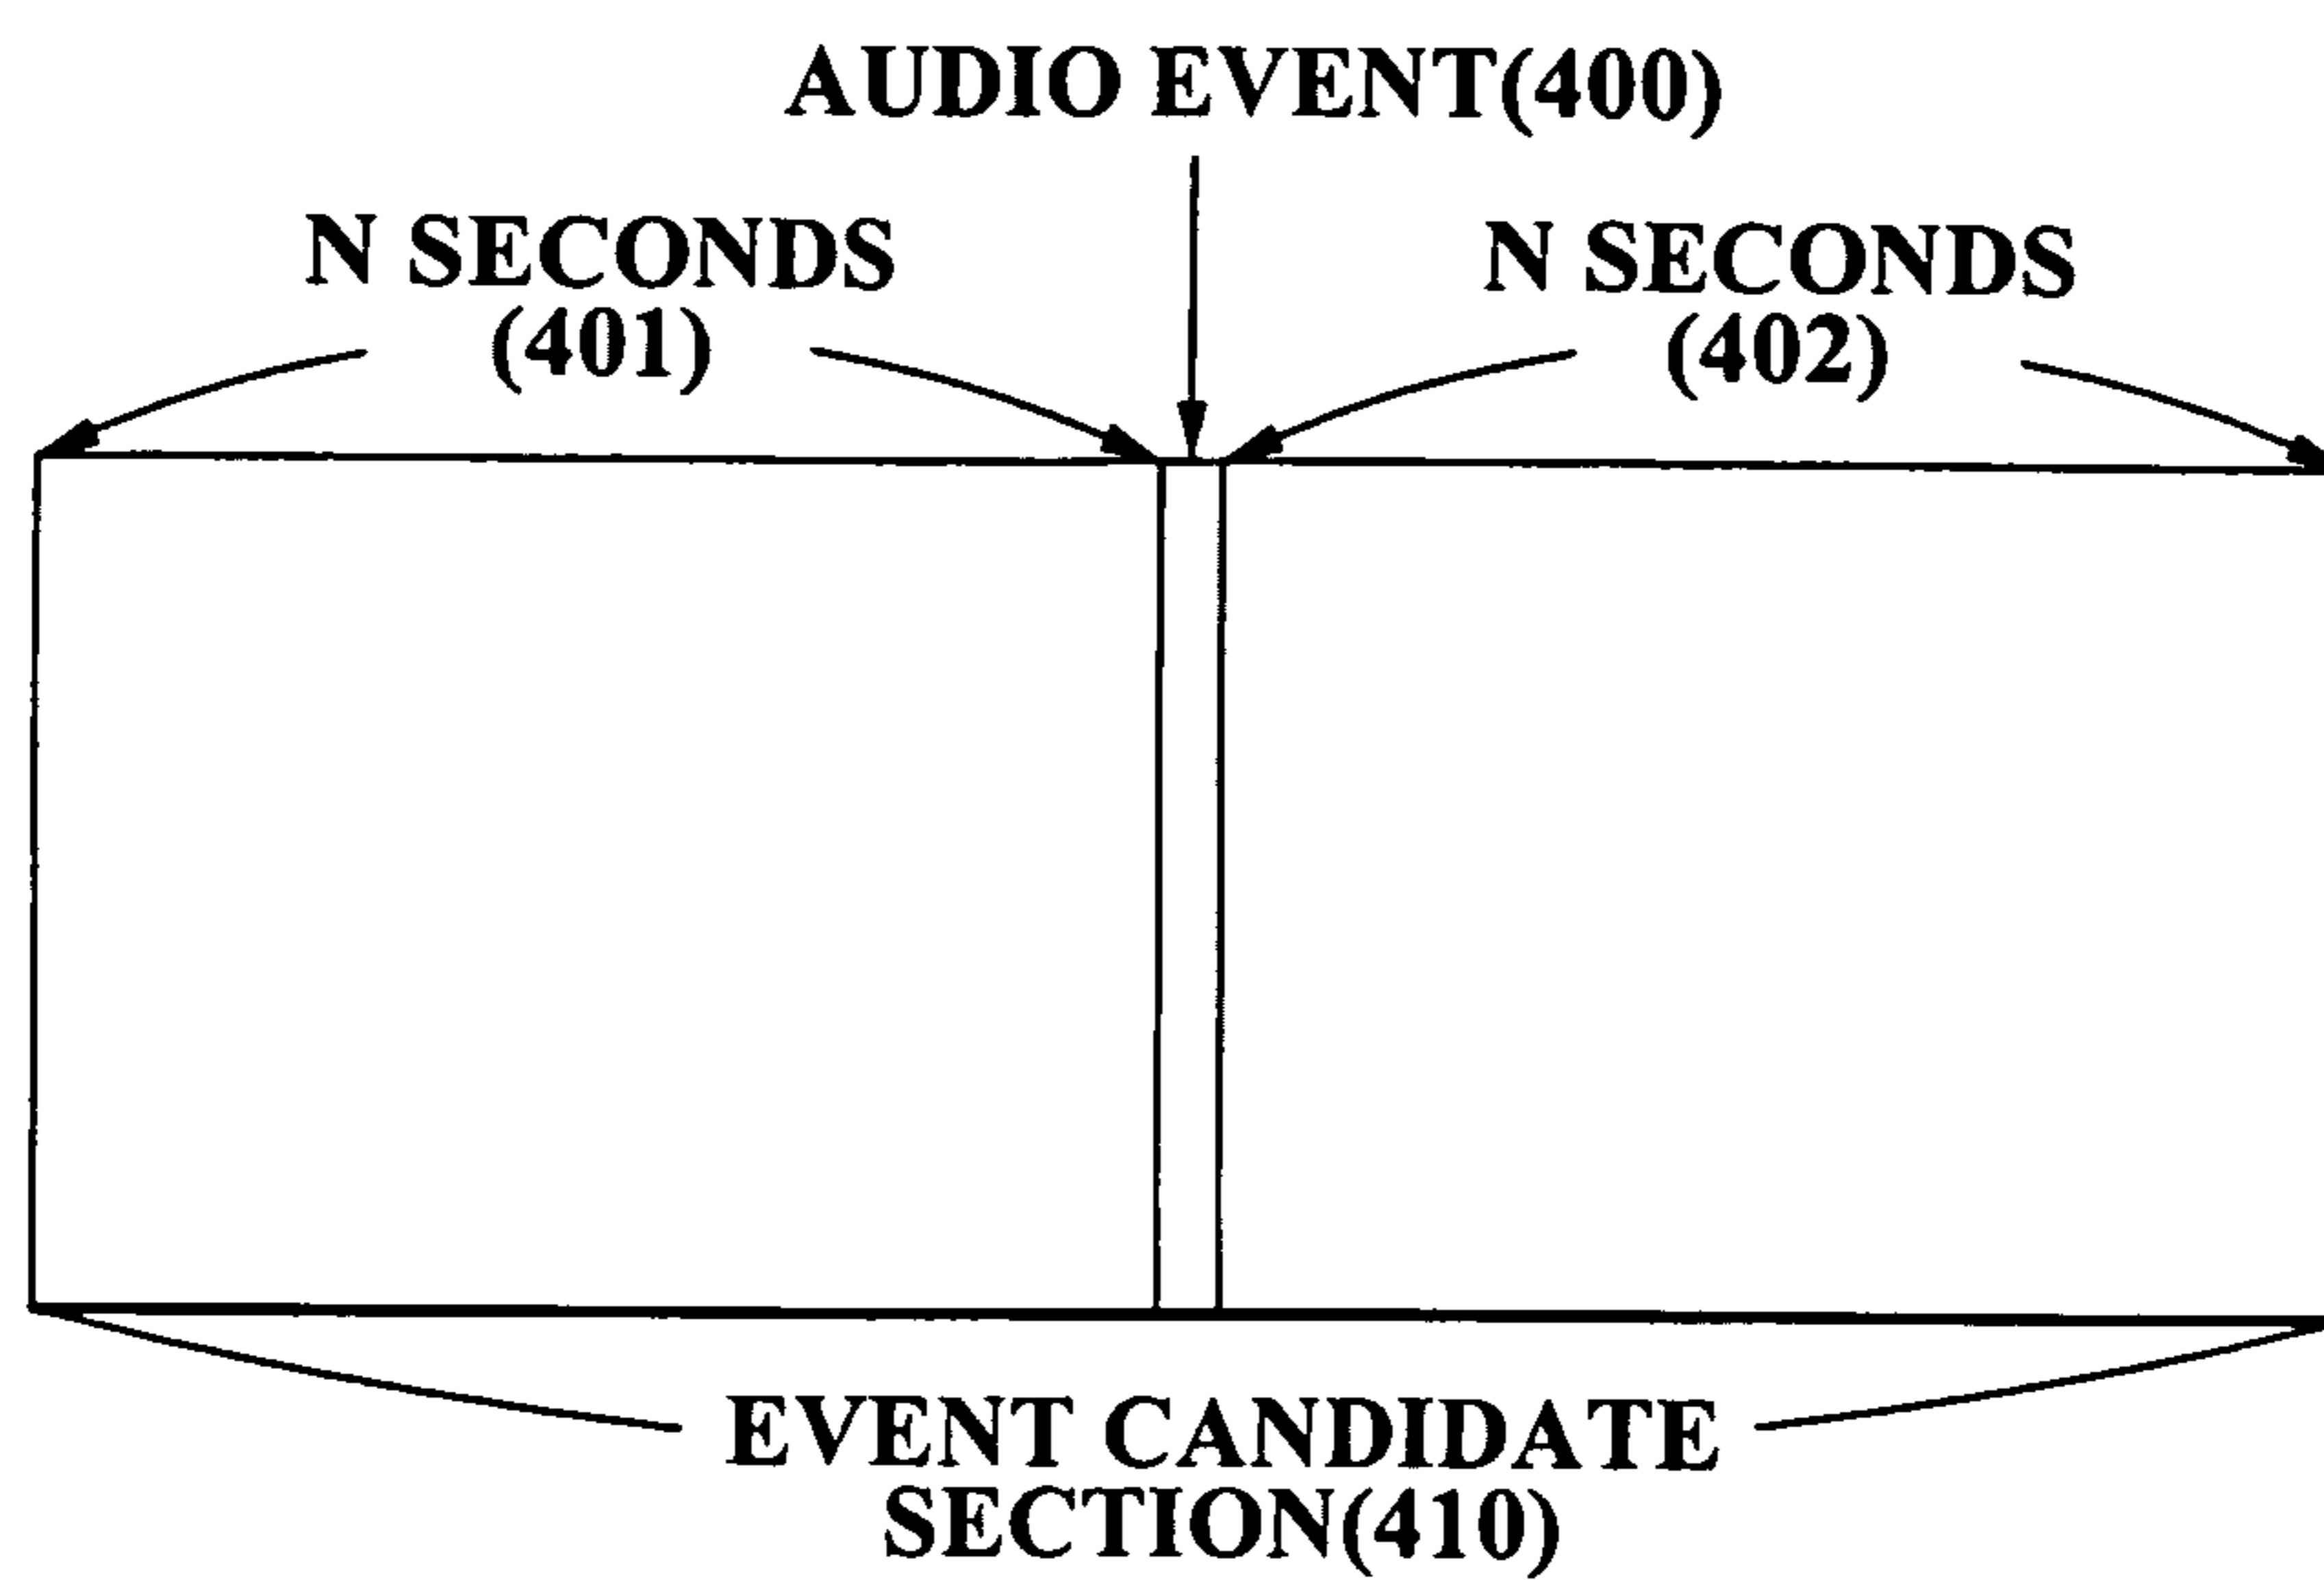 AUDIO EVENT(400)
N SECONDS
(401)
N SECONDS
(402)
EVENT CANDIDATE
SECTION(410)